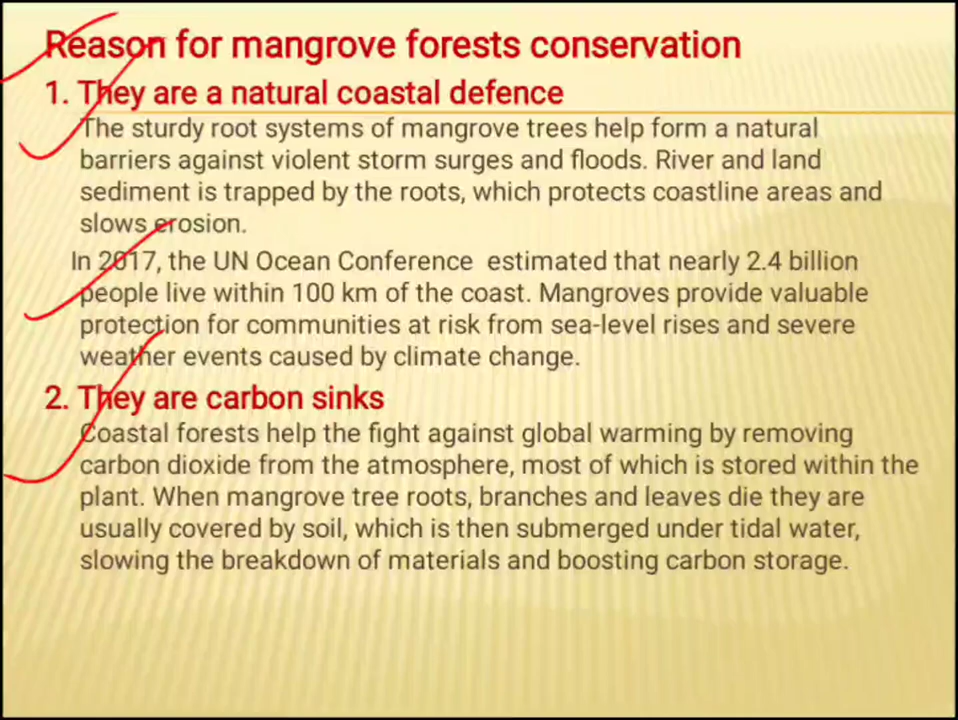 Reason for mangrove forests conservation
1. They are a natural coastal defence
The sturdy root systems of mangrove trees help form a natural
barriers against violent storm surges and floods. River and land
sediment is trapped by the roots, which protects coastline areas and
slows erosion.
In 2017, the UN Ocean Conference estimated that nearly 2.4 billion
people live within 100 km of the coast. Mangroves provide valuable
protection for communities at risk from sea-level rises and severe
weather events caused by climate change.
2. They are carbon sinks
Coastal forests help the fight against global warming by removing
carbon dioxide from the atmosphere, most of which is stored within the
plant. When mangrove tree roots, branches and leaves die they are
usually covered by soil, which is then submerged under tidal water,
slowing the breakdown of materials and boosting carbon storage.